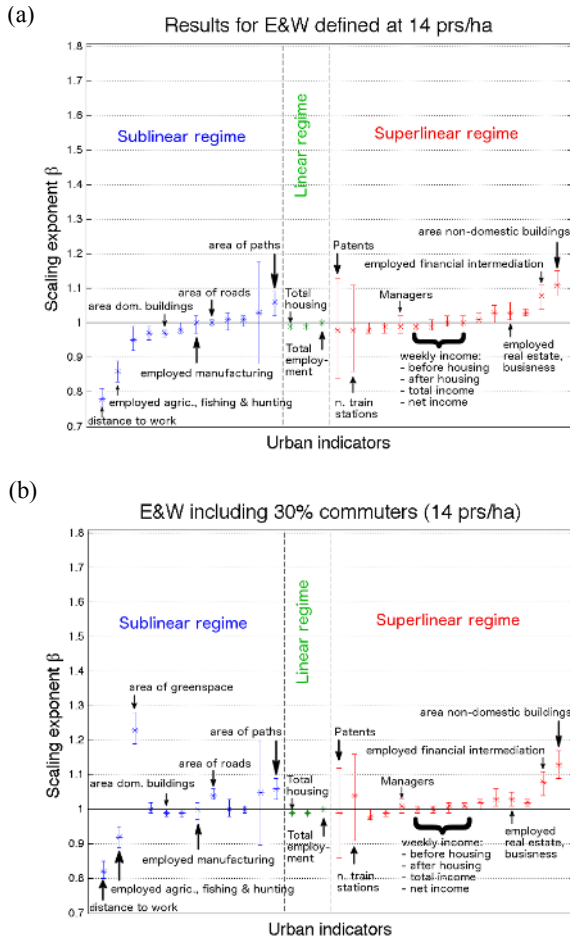 (a)
Results for E&W defined at 14 prs/ha
1.8
1.7
1.6
1.5
1.4
1.3
1.2
1.1
1
0.9
0.8
0.7
Scaling exponent β
Sublinear regime
Linear regime
Superlinear regime
area of paths
area dom. buildings
area of roads
employed manufacturing
employed agric., fishing & hunting
distance to work
Total
housing
Total
employ-
ment
Patents
n. train
stations
Managers
weekly income:
- before housing
- after housing
- total income
- net income
area non-domestic buildings
employed financial intermediation
employed
real estate,
busisness
Urban indicators
(b)
E&W including 30% commuters (14 prs/ha)
1.8
1.7
1.6
1.5
1.4
1.3
1.2
1.1
1
0.9
0.8
0.7
Scaling exponent β
Sublinear regime
Linear regime
Superlinear regime
area of greenspace
area of paths
area dom. buildings
area of roads
employed manufacturing
employed agric., fishing & hunting
distance to work
Total
housing
Total
employ-
ment
Patents
n. train
stations
Managers
weekly income:
- before housing
- after housing
- total income
- net income
area non-domestic buildings
employed financial intermediation
employed
real estate,
busisness
Urban indicators